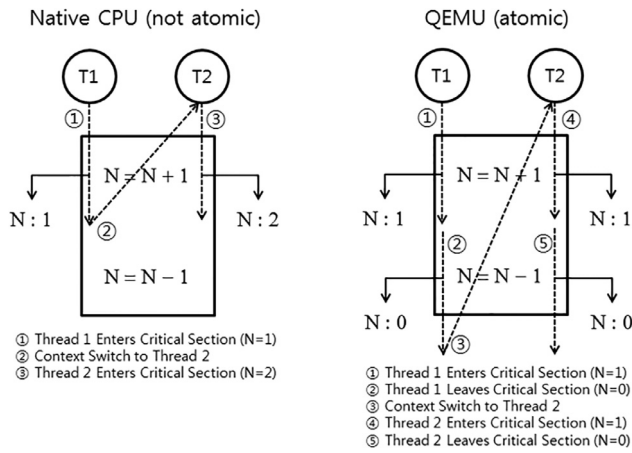 Native CPU (not atomic)
T1
T2
①
③
N = N + 1
N : 1
②
N : 2
N = N − 1
① Thread 1 Enters Critical Section (N=1)
② Context Switch to Thread 2
③ Thread 2 Enters Critical Section (N=2)
QEMU (atomic)
T1
T2
①
④
N = N + 1
N : 1
N : 1
②
⑤
N = N − 1
N : 0
N : 0
③
① Thread 1 Enters Critical Section (N=1)
② Thread 1 Leaves Critical Section (N=0)
③ Context Switch to Thread 2
④ Thread 2 Enters Critical Section (N=1)
⑤ Thread 2 Leaves Critical Section (N=0)